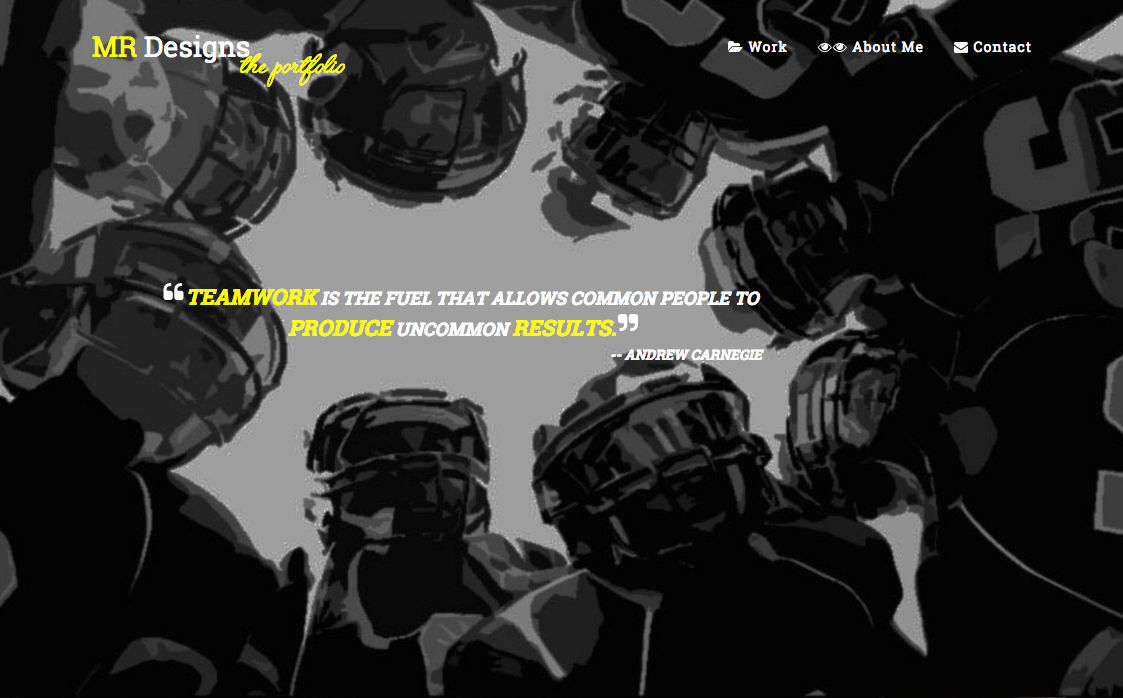 MR Designs
the portfolio
Work About Me Contact
“TEAMWORK IS THE FUEL THAT ALLOWS COMMON PEOPLE TO
PRODUCE UNCOMMON RESULTS.”
-- ANDREW CARNEGIE